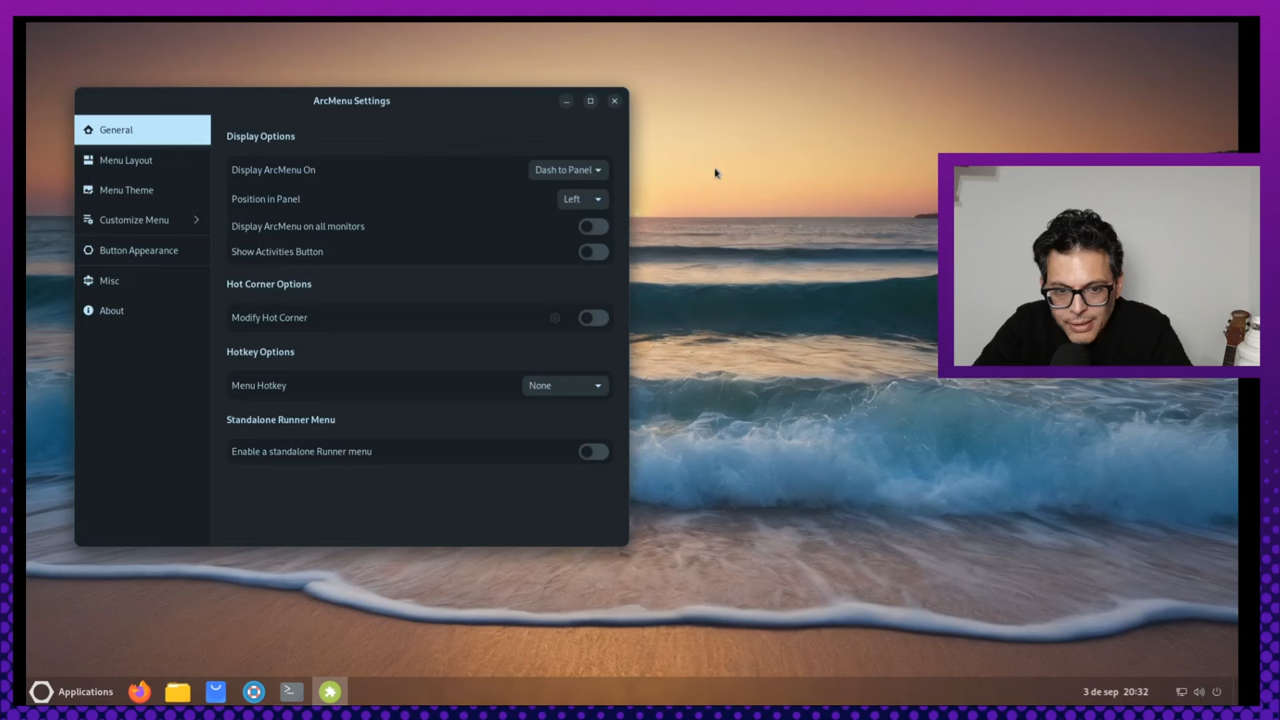 ArcMenu Settings
General
Menu Layout
Menu Theme
Customize Menu
Button Appearance
Misc
About
Display Options
Display ArcMenu On
Dash to Panel
Position in Panel
Left
Display ArcMenu on all monitors
Show Activities Button
Hot Corner Options
Modify Hot Corner
Hotkey Options
Menu Hotkey
None
Standalone Runner Menu
Enable a standalone Runner menu
Applications
3 de sep 20:32